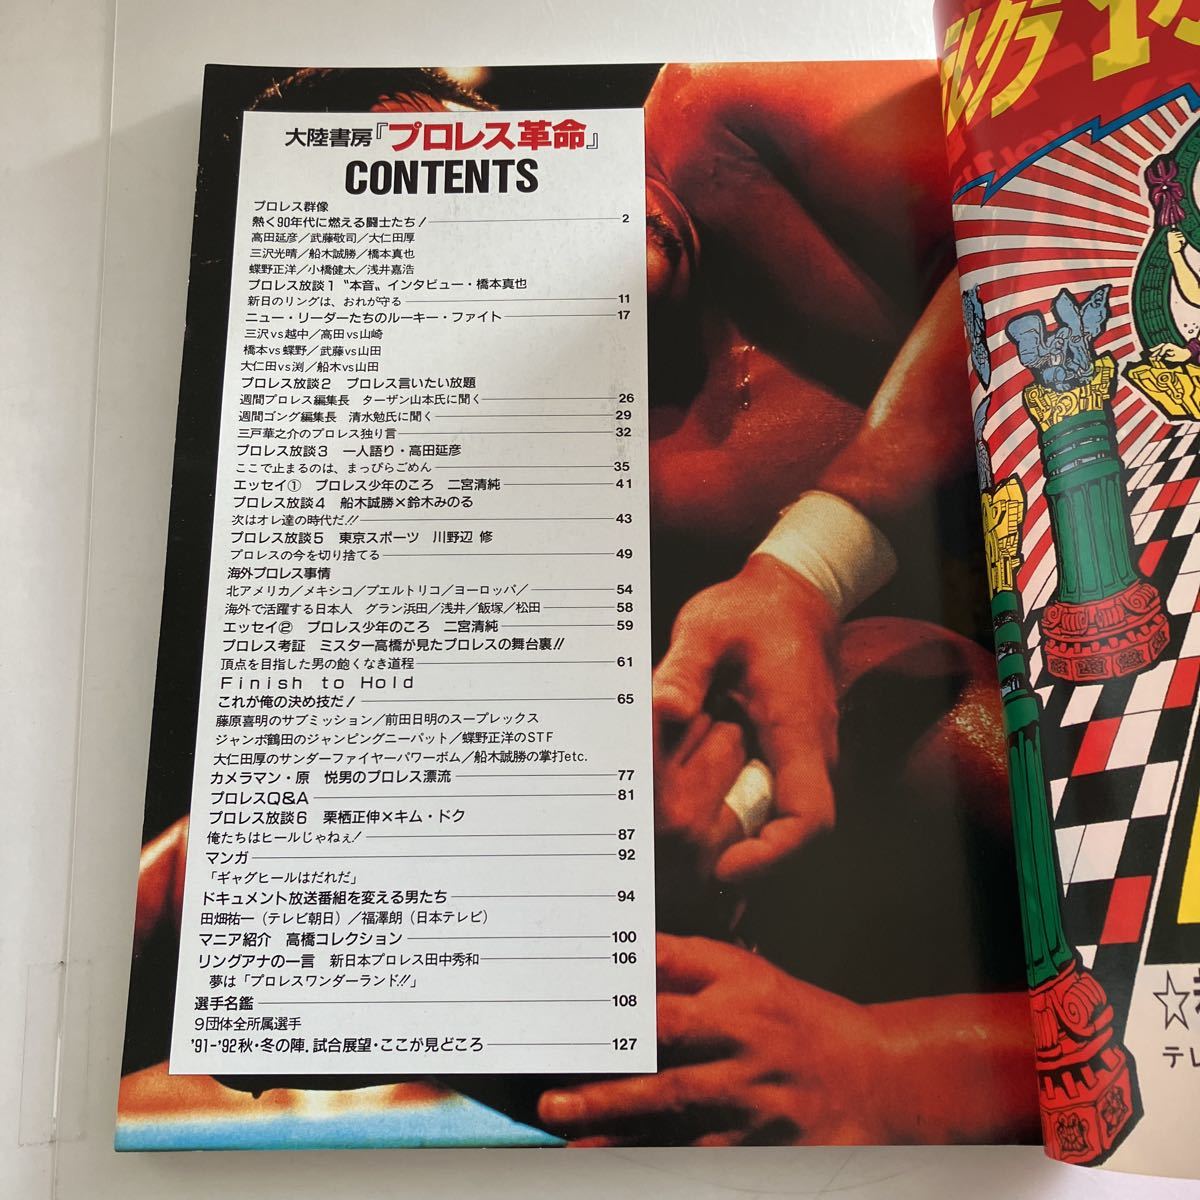 大陸書房『プロレス革命』
CONTENTS
プロレス群像
熱く90年代に燃える闘士たち! 2
高田延彦/武藤敬司/大仁田厚
三沢光晴/船木誠勝/橋本真也
蝶野正洋/小橋健太/浅井嘉浩
プロレス放談1 〝本音〟インタビュー・橋本真也
新日のリングは、おれが守る 11
ニュー・リーダーたちのルーキー・ファイト 17
三沢vs越中/高田vs山崎
橋本vs蝶野/武藤vs山田
大仁田vs渕/船木vs山田
プロレス放談2 プロレス言いたい放題
週間プロレス編集長 ターザン山本氏に聞く 26
週間ゴング編集長 清水勉氏に聞く 29
三戸華之介のプロレス独り言 32
プロレス放談3 一人語り・高田延彦
ここで止まるのは、まっぴらごめん 35
エッセイ① プロレス少年のころ 二宮清純 41
プロレス放談4 船木誠勝×鈴木みのる
次はオレ達の時代だ!! 43
プロレス放談5 東京スポーツ 川野辺 修
プロレスの今を切り捨てる 49
海外プロレス事情
北アメリカ/メキシコ/プエルトリコ/ヨーロッパ/ 54
海外で活躍する日本人 グラン浜田/浅井/飯塚/松田 58
エッセイ② プロレス少年のころ 二宮清純 59
プロレス考証 ミスター高橋が見たプロレスの舞台裏!!
頂点を目指した男の飽くなき道程 61
Finish to Hold
これが俺の決め技だ! 65
藤原喜明のサブミッション/前田日明のスープレックス
ジャンボ鶴田のジャンピングニーパット/蝶野正洋のSTF
大仁田厚のサンダーファイヤーパワーボム/船木誠勝の掌打etc.
カメラマン・原 悦男のプロレス漂流 77
プロレスQ&A 81
プロレス放談6 栗栖正伸×キム・ドク
俺たちはヒールじゃねぇ! 87
マンガ 92
「ギャグヒールはだれだ」
ドキュメント放送番組を変える男たち 94
田畑祐一(テレビ朝日)/福澤朗(日本テレビ)
マニア紹介 高橋コレクション 100
リングアナの一言 新日本プロレス田中秀和 106
夢は「プロレスワンダーランド!!」
選手名鑑 108
9団体全所属選手
'91-'92秋・冬の陣.試合展望・ここが見どころ 127
テレクラ
テレ